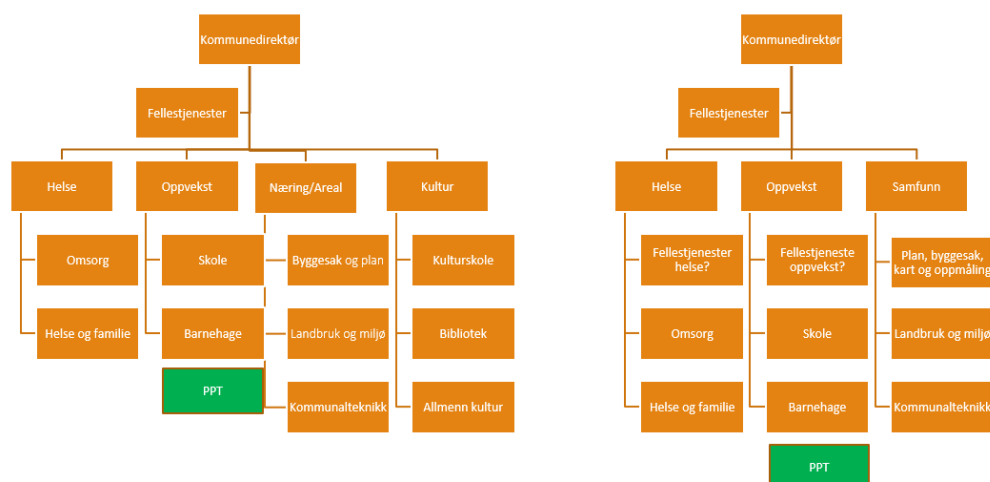 Kommunedirektør
Fellestjenester
Helse
Oppvekst
Næring/Areal
Kultur
Omsorg
Skole
Byggesak og plan
Kulturskole
Helse og familie
Barnehage
Landbruk og miljø
Bibliotek
PPT
Kommunalteknikk
Allmenn kultur
Kommunedirektør
Fellestjenester
Helse
Oppvekst
Samfunn
Fellestjenester
helse?
Fellestjeneste
oppvekst?
Plan, byggesak,
kart og oppmåling
Omsorg
Skole
Landbruk og miljø
Helse og familie
Barnehage
Kommunalteknikk
PPT